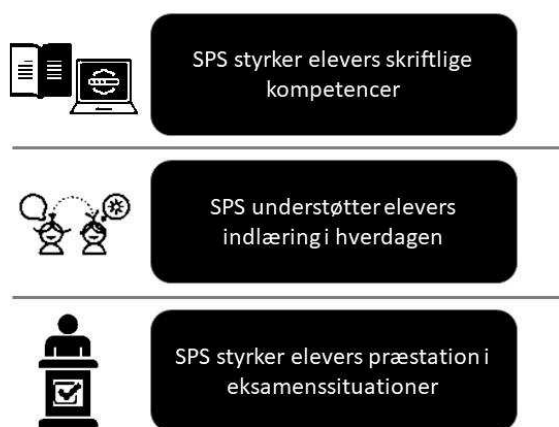 SPS styrker elevers skriftlige
kompetencer
SPS understøtter elevers
indlæring i hverdagen
SPS styrker elevers præstation i
eksamenssituationer